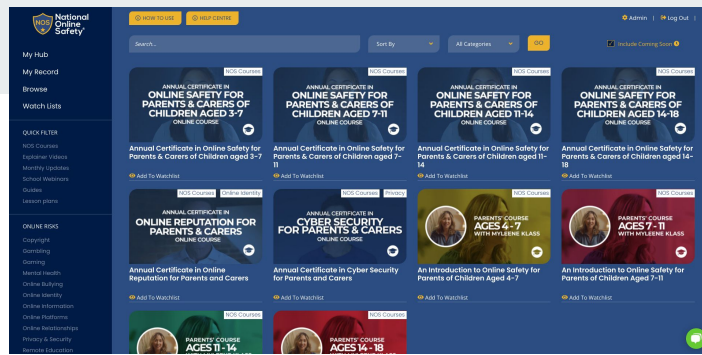 NOS
National
Online
Safety®
My Hub
My Record
Browse
Watch Lists
QUICK FILTER
NOS Courses
Explainer Videos
Monthly Updates
School Webinars
Guides
Lesson plans
ONLINE RISKS
Copyright
Gambling
Gaming
Mental Health
Online Bullying
Online Identity
Online Information
Online Platforms
Online Relationships
Privacy & Security
Remote Education
HOW TO USE
HELP CENTRE
Admin | Log Out |
Search...
Sort By
All Categories
GO
Include Coming Soon
NOS Courses
ANNUAL CERTIFICATE IN
ONLINE SAFETY FOR
PARENTS & CARERS OF
CHILDREN AGED 3-7
ONLINE COURSE
Annual Certificate in Online Safety for
Parents & Carers of Children aged 3-7
Add To Watchlist
NOS Courses
ANNUAL CERTIFICATE IN
ONLINE SAFETY FOR
PARENTS & CARERS OF
CHILDREN AGED 7-11
ONLINE COURSE
Annual Certificate in Online Safety for
Parents & Carers of Children aged 7-
11
Add To Watchlist
NOS Courses
ANNUAL CERTIFICATE IN
ONLINE SAFETY FOR
PARENTS & CARERS OF
CHILDREN AGED 11-14
ONLINE COURSE
Annual Certificate in Online Safety for
Parents & Carers of Children aged 11-
14
Add To Watchlist
NOS Courses
ANNUAL CERTIFICATE IN
ONLINE SAFETY FOR
PARENTS & CARERS OF
CHILDREN AGED 14-18
ONLINE COURSE
Annual Certificate in Online Safety for
Parents & Carers of Children aged 14-
18
Add To Watchlist
NOS Courses
Online Identity
ANNUAL CERTIFICATE IN
ONLINE REPUTATION FOR
PARENTS & CARERS
ONLINE COURSE
Annual Certificate in Online
Reputation for Parents and Carers
Add To Watchlist
NOS Courses
Privacy
ANNUAL CERTIFICATE IN
CYBER SECURITY
FOR PARENTS & CARERS
ONLINE COURSE
Annual Certificate in Cyber Security
for Parents and Carers
Add To Watchlist
NOS Courses
PARENTS' COURSE
AGES 4-7
WITH MYLEENE KLASS
An Introduction to Online Safety for
Parents of Children Aged 4-7
Add To Watchlist
NOS Courses
PARENTS' COURSE
AGES 7-11
WITH MYLEENE KLASS
An Introduction to Online Safety for
Parents of Children Aged 7-11
Add To Watchlist
NOS Courses
PARENTS' COURSE
AGES 11-14
NOS Courses
PARENTS' COURSE
AGES 14-18